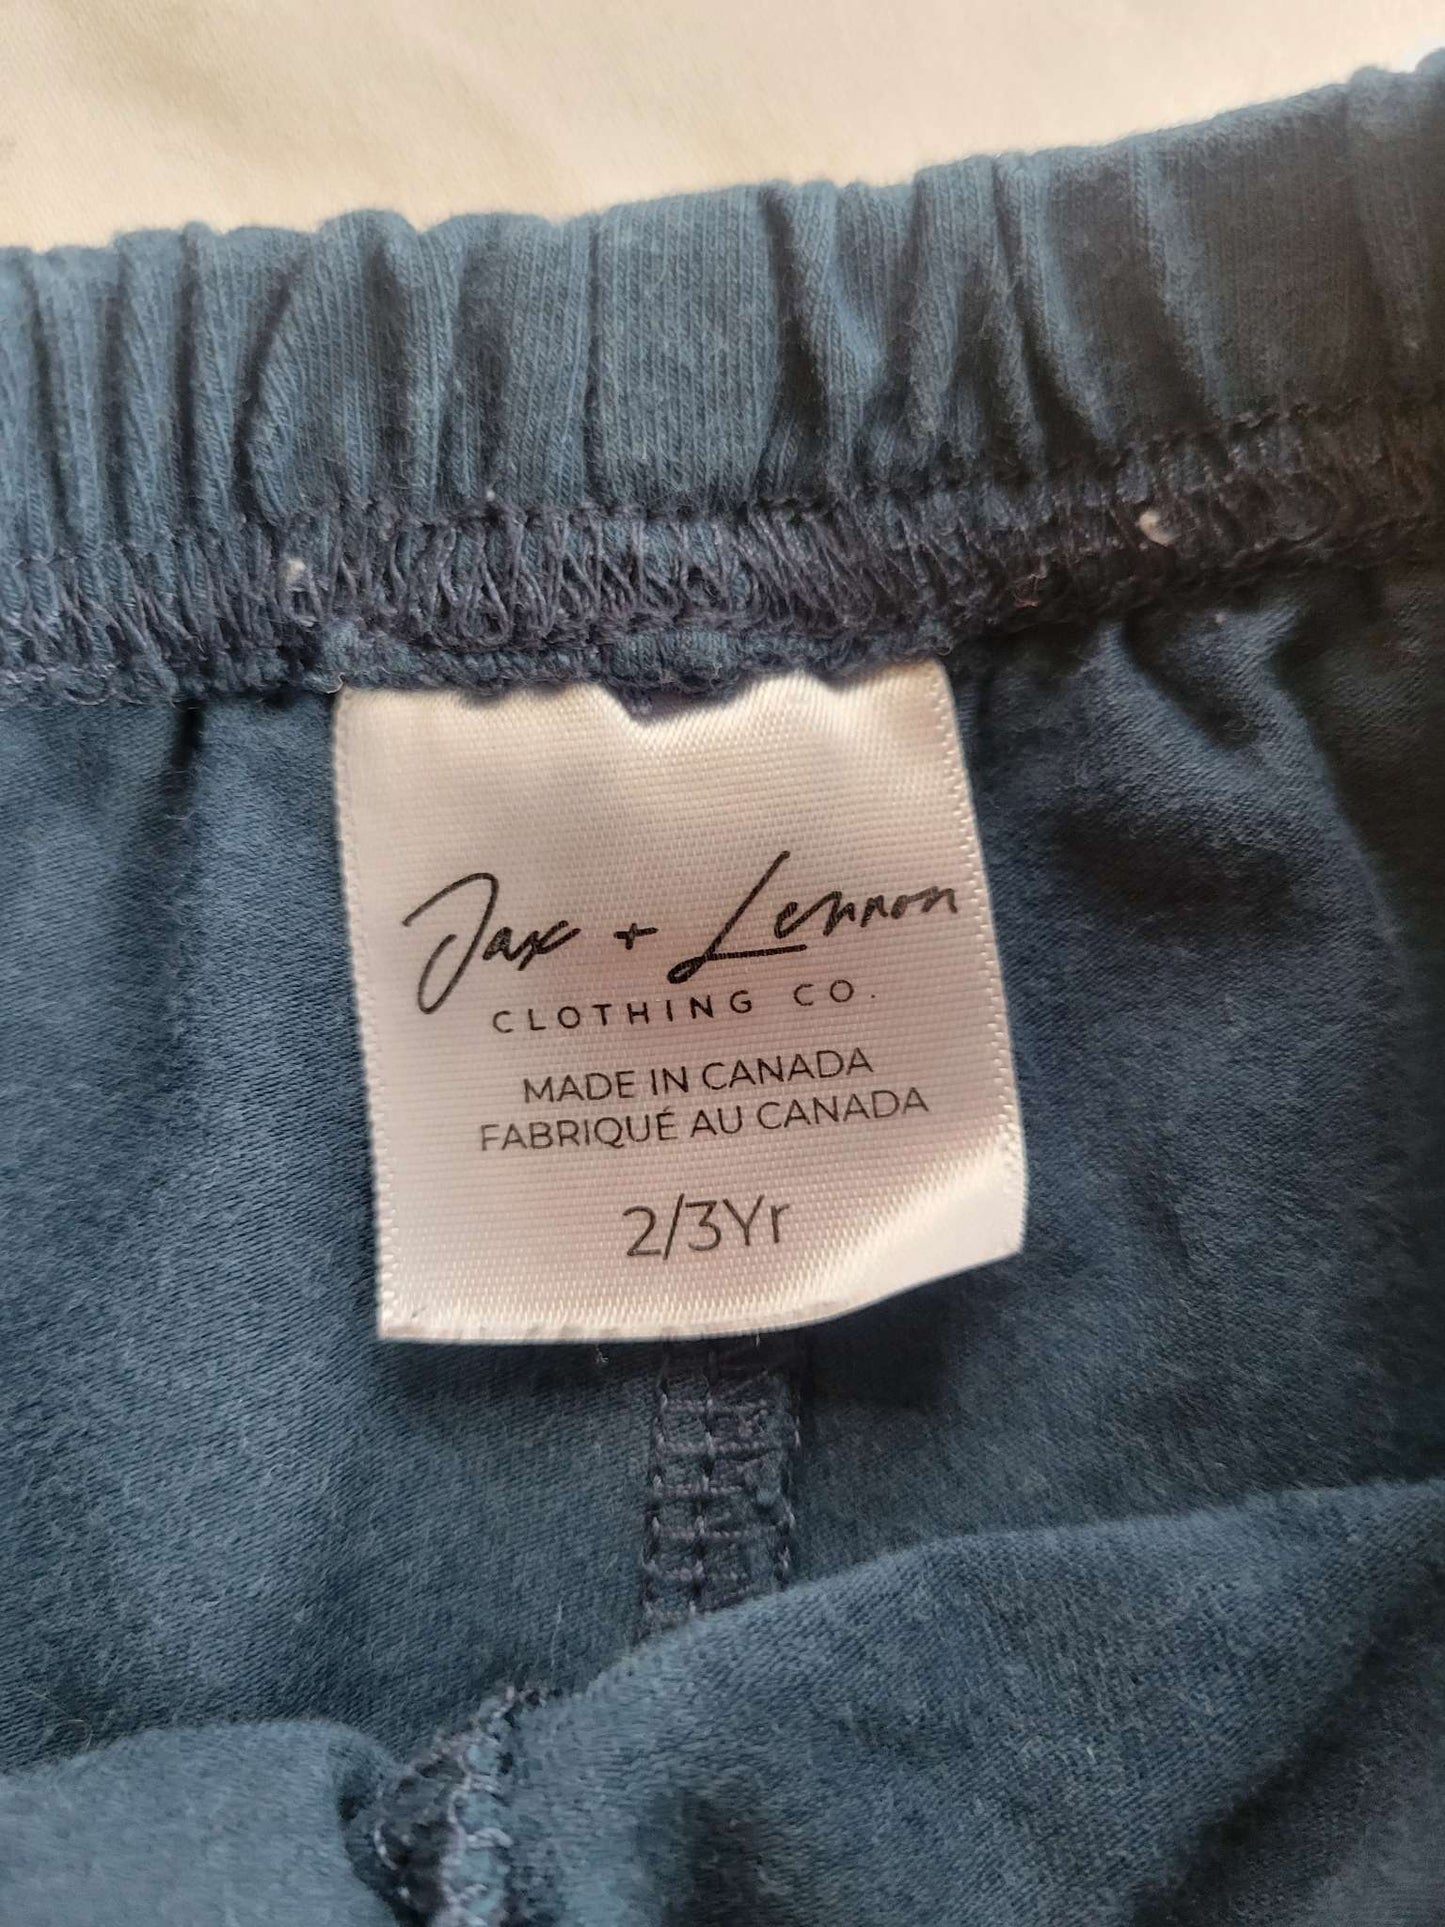 Jax + Lennon
CLOTHING CO.
MADE IN CANADA
FABRIQUÉ AU CANADA
2/3Yr